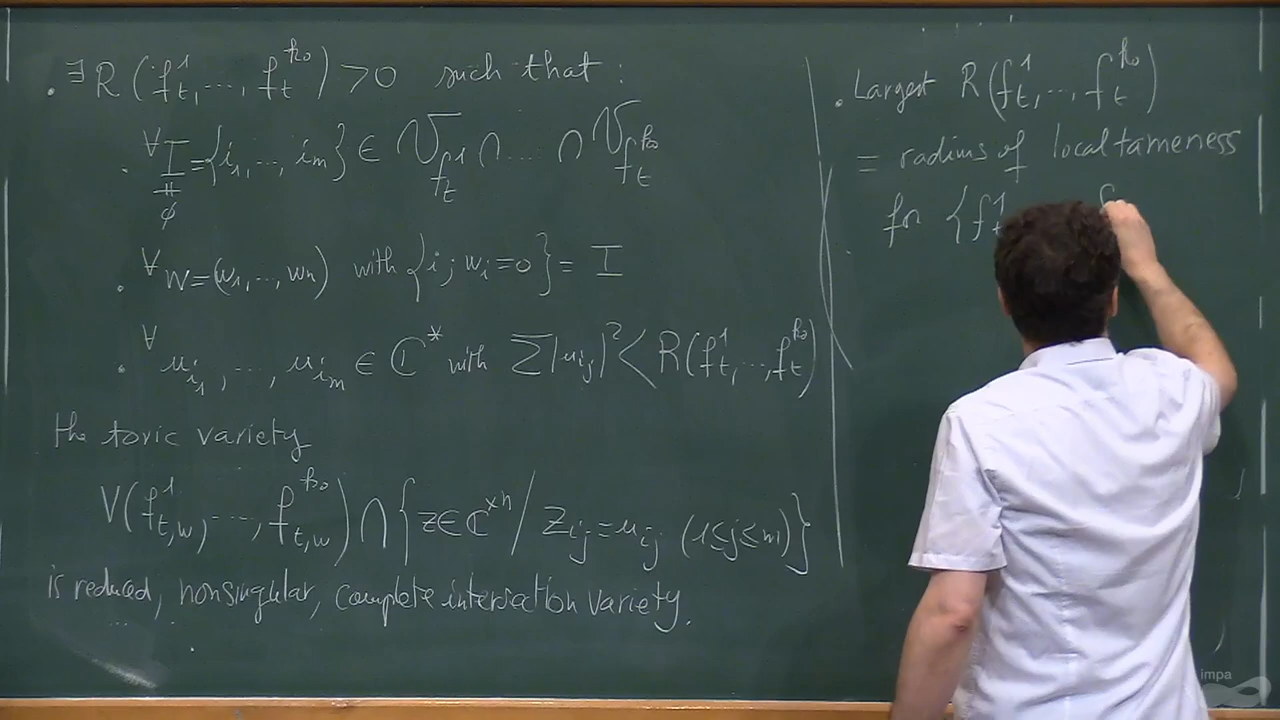 . ∃ R (f_t^1, ..., f_t^{k_0}) > 0 such that :
. ∀ I = {i_1, ..., i_m} ∈ V_{f_t^1} ∩ ... ∩ V_{f_t^{k_0}}
≠
∅
. ∀ w = (w_1, ..., w_n) with {i ; w_i = 0} = I
. ∀ u_{i_1}, ..., u_{i_m} ∈ ℂ^* with Σ |u_{i_j}|^2 < R(f_t^1, ..., f_t^{k_0})
the toric variety
V(f_{t,w}^1, ..., f_{t,w}^{k_0}) ∩ {z ∈ ℂ^{*n} / z_{i_j} = u_{i_j} (1 ≤ j ≤ m)}
is reduced, nonsingular, complete intersection variety.
. Largest R(f_t^1, ..., f_t^{k_0})
= radius of local tameness
for {f_t^1
impa